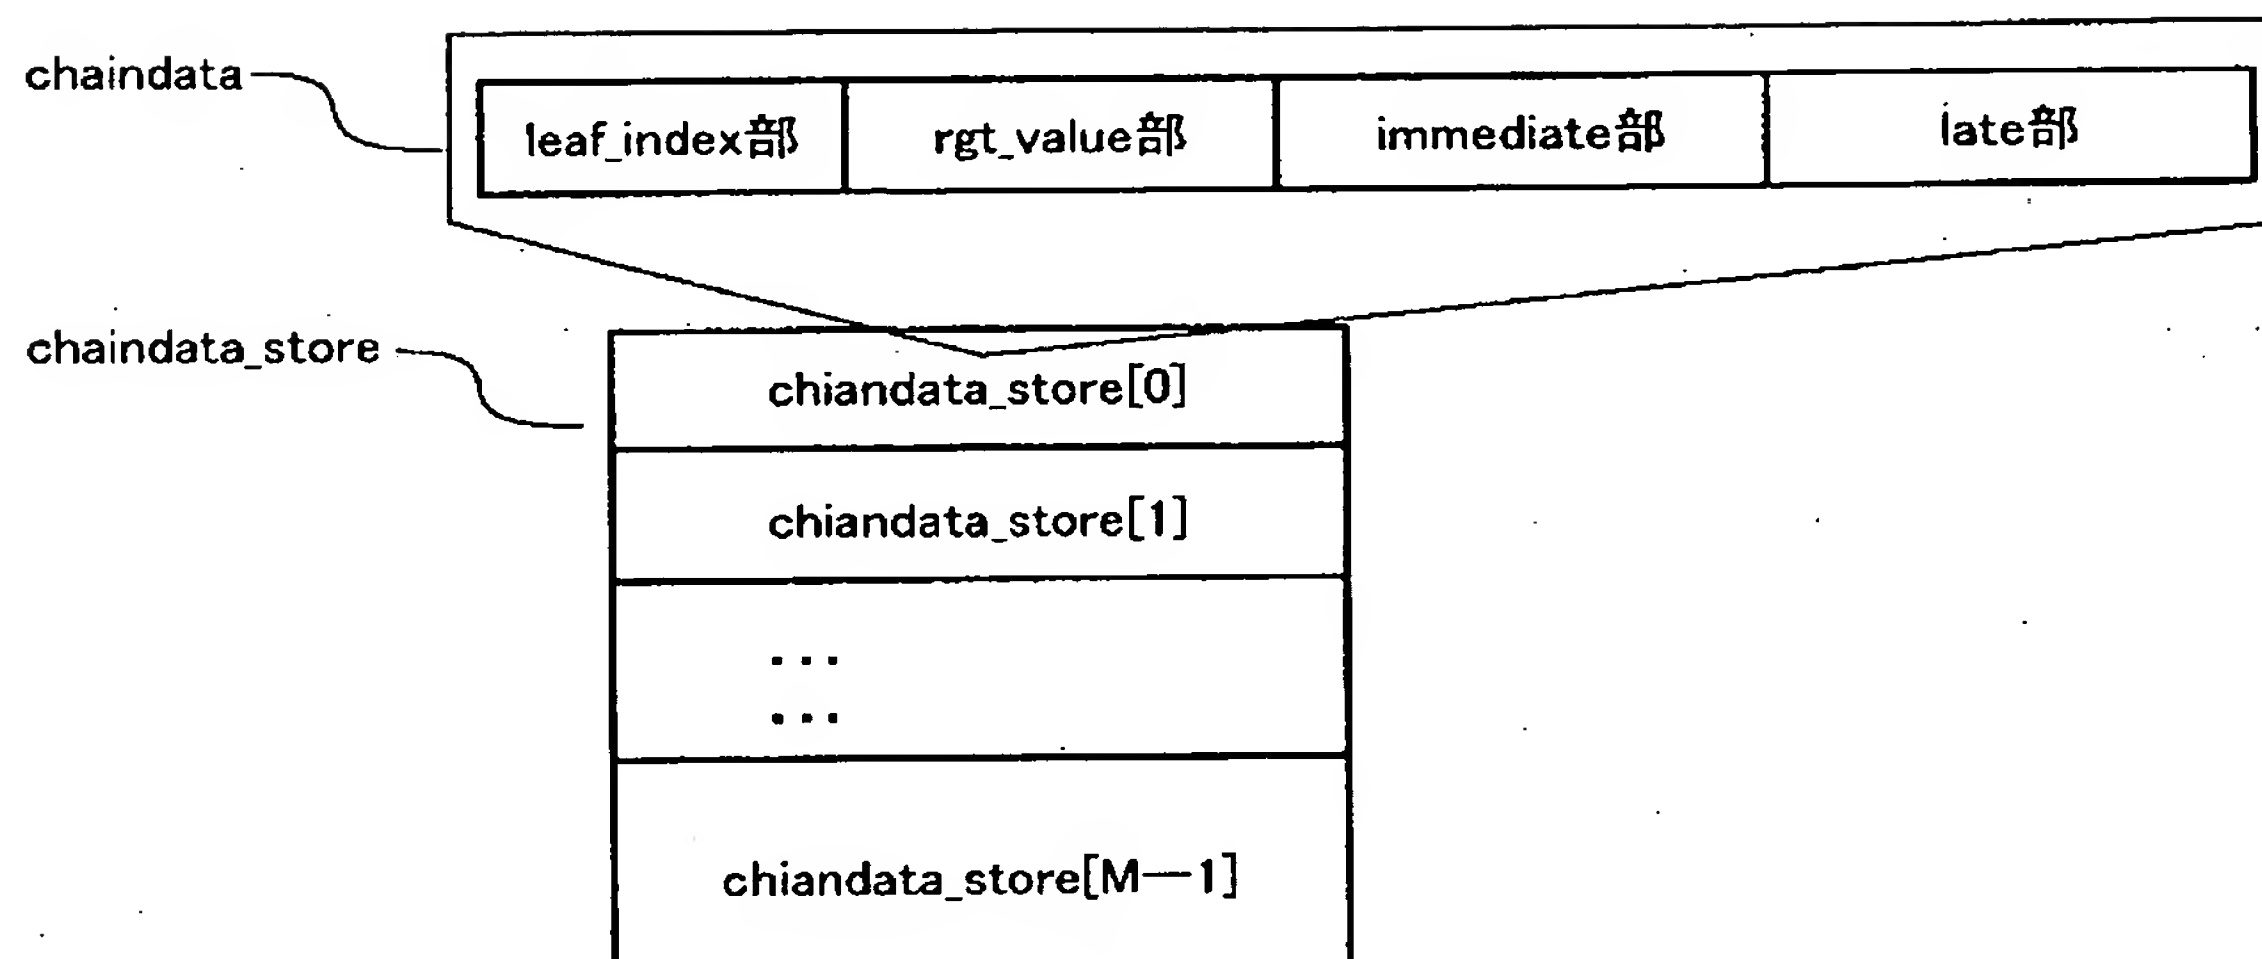 chaindata
leaf_index部 rgt_value部 immediate部 late部
chaindata_store
chiandata_store[0]
chiandata_store[1]
...
...
chiandata_store[M—1]